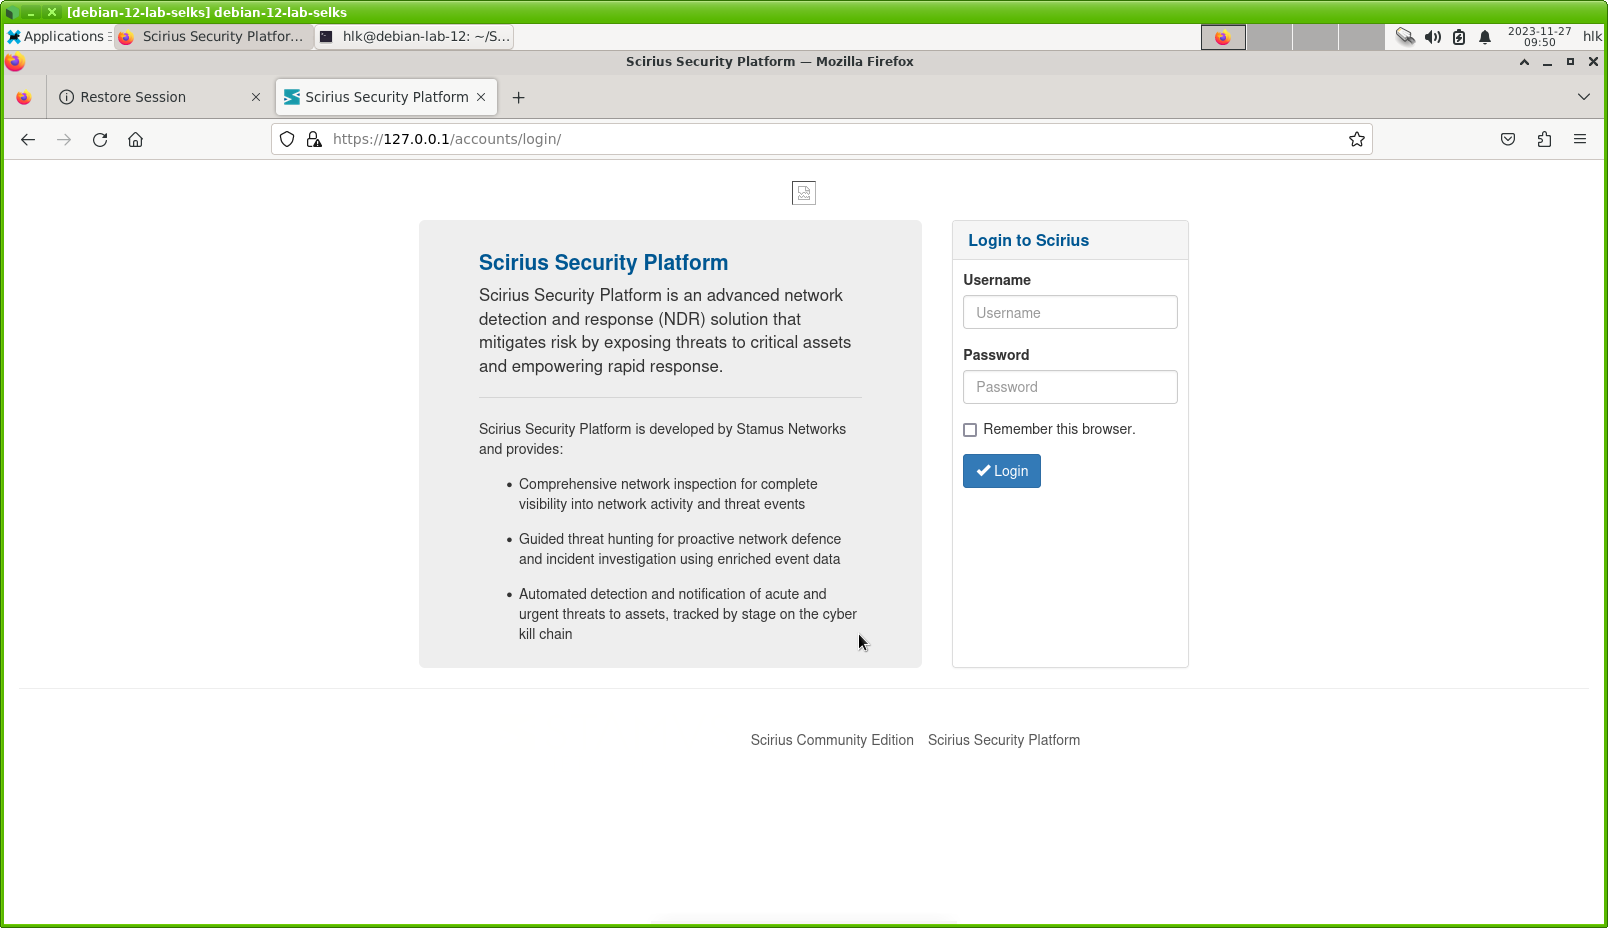 [debian-12-lab-selks] debian-12-lab-selks
Applications
Scirius Security Platfor...
hlk@debian-lab-12: ~/S...
2023-11-27
09:50
hlk
Scirius Security Platform — Mozilla Firefox
Restore Session
Scirius Security Platform
https://127.0.0.1/accounts/login/
Scirius Security Platform
Scirius Security Platform is an advanced network
detection and response (NDR) solution that
mitigates risk by exposing threats to critical assets
and empowering rapid response.
Scirius Security Platform is developed by Stamus Networks
and provides:
• Comprehensive network inspection for complete
visibility into network activity and threat events
• Guided threat hunting for proactive network defence
and incident investigation using enriched event data
• Automated detection and notification of acute and
urgent threats to assets, tracked by stage on the cyber
kill chain
Login to Scirius
Username
Username
Password
Password
Remember this browser.
Login
Scirius Community Edition Scirius Security Platform